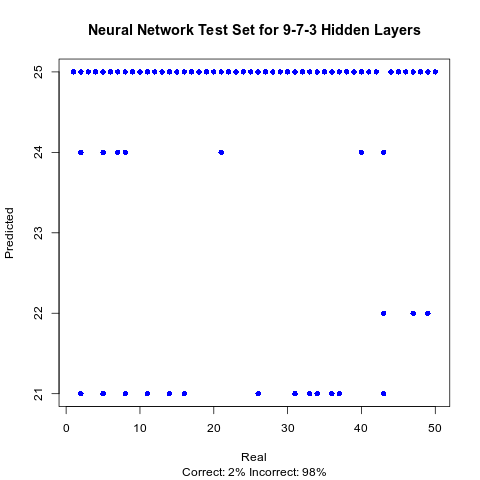 Neural Network Test Set for 9-7-3 Hidden Layers
25
24
23
22
21
Predicted
0 10 20 30 40 50
Real
Correct: 2% Incorrect: 98%